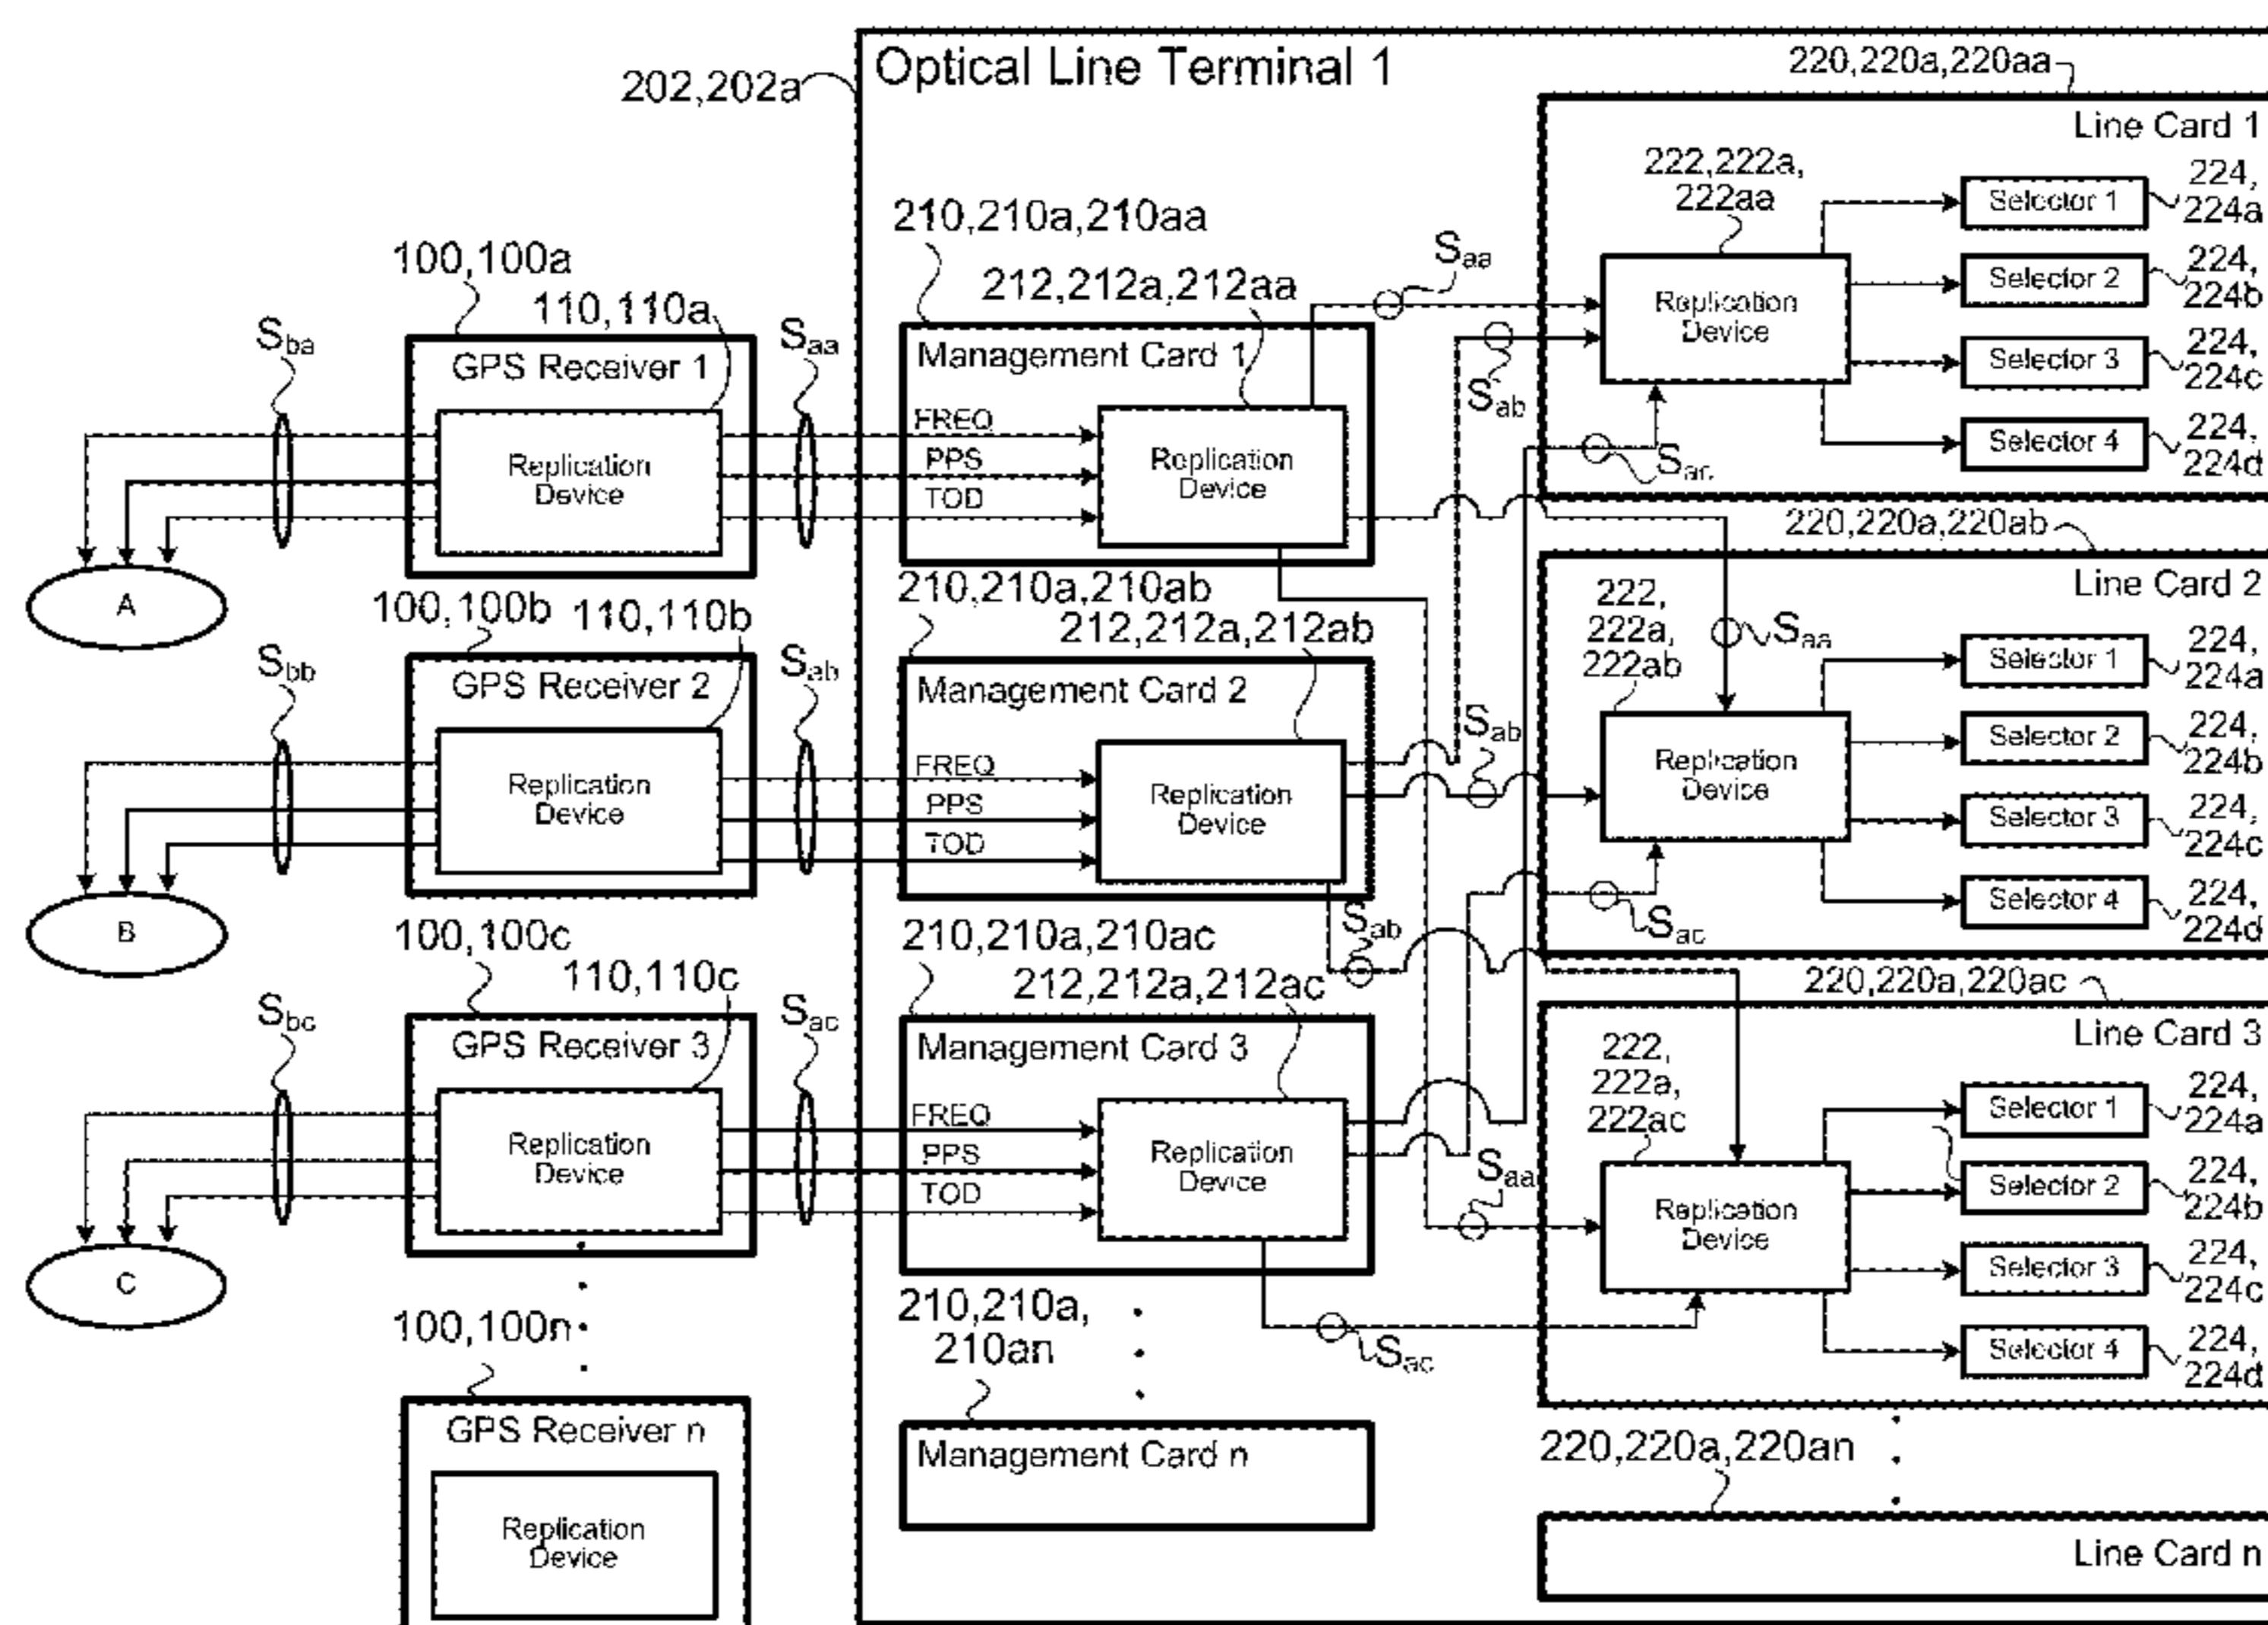 Optical Line Terminal 1
202,202a
220,220a,220aa
Line Card 1
222,222a,
222aa
Replication
Device
Selector 1
224,
224a
Selector 2
224,
224b
Selector 3
224,
224c
Selector 4
224,
224d
100,100a
110,110a
Sba
GPS Receiver 1
Replication
Device
Saa
A
210,210a,210aa
212,212a,212aa
Management Card 1
FREQ
PPS
TOD
Replication
Device
Saa
Sab
Sac
220,220a,220ab
Line Card 2
222,
222a,
222ab
Saa
Replication
Device
Selector 1
224,
224a
Selector 2
224,
224b
Selector 3
224,
224c
Selector 4
224,
224d
100,100b
110,110b
Sbb
GPS Receiver 2
Replication
Device
Sab
B
210,210a,210ab
212,212a,212ab
Management Card 2
FREQ
PPS
TOD
Replication
Device
Sab
Sab
Sac
220,220a,220ac
Line Card 3
222,
222a,
222ac
Replication
Device
Selector 1
224,
224a
Selector 2
224,
224b
Selector 3
224,
224c
Selector 4
224,
224d
100,100c
110,110c
Sbc
GPS Receiver 3
Replication
Device
Sac
C
210,210a,210ac
212,212a,212ac
Management Card 3
FREQ
PPS
TOD
Replication
Device
Saa
Sac
100,100n
GPS Receiver n
Replication
Device
210,210a,
210an
Management Card n
220,220a,220an
Line Card n